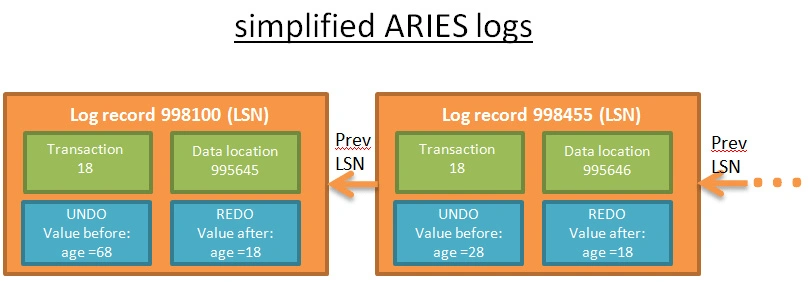 simplified ARIES logs
Log record 998100 (LSN)
Transaction
18
Data location
995645
UNDO
Value before:
age =68
REDO
Value after:
age =18
Prev
LSN
Log record 998455 (LSN)
Transaction
18
Data location
995646
UNDO
Value before:
age =28
REDO
Value after:
age =18
Prev
LSN